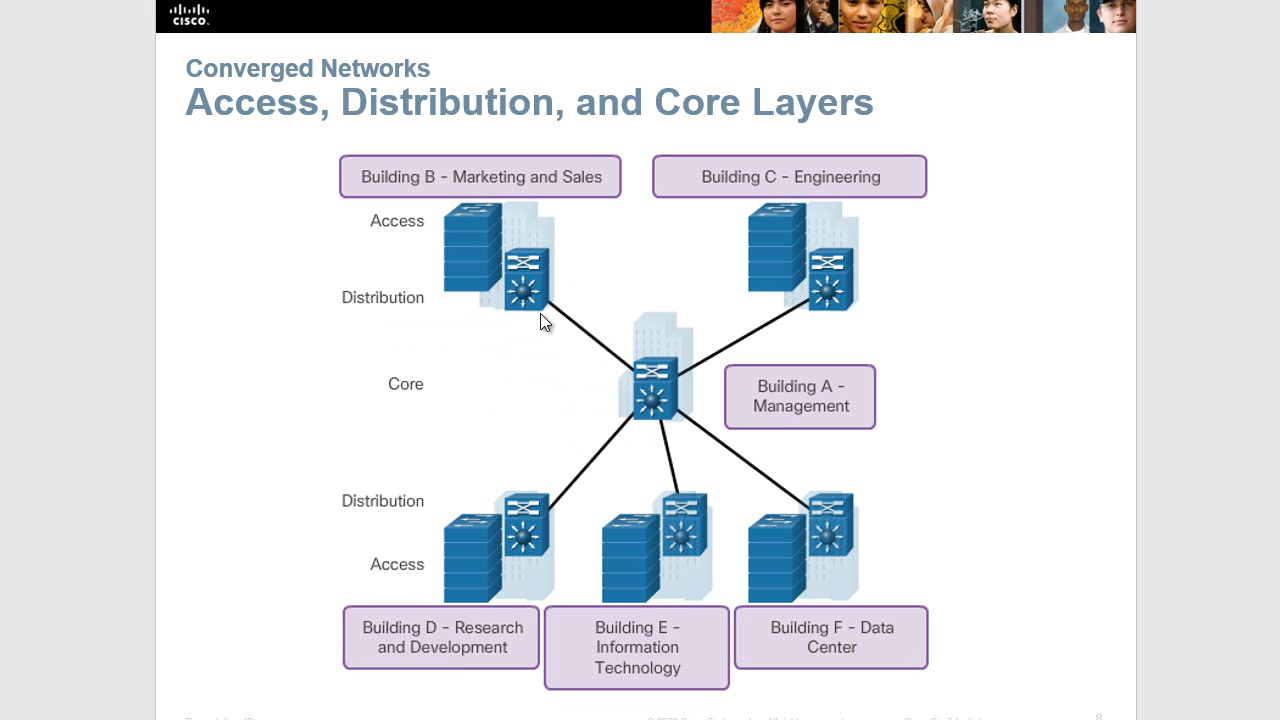 CISCO.
Converged Networks
Access, Distribution, and Core Layers
Building B - Marketing and Sales
Building C - Engineering
Access
Distribution
Core
Building A -
Management
Distribution
Access
Building D - Research
and Development
Building E -
Information
Technology
Building F - Data
Center